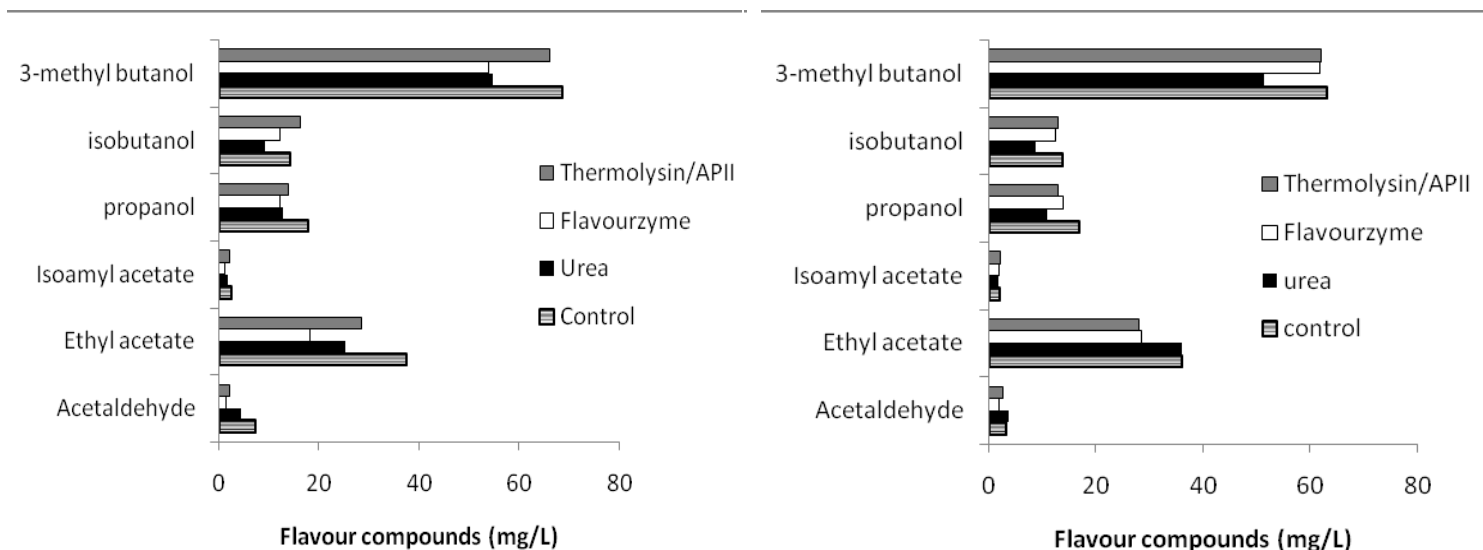 3-methyl butanol
isobutanol
propanol
Isoamyl acetate
Ethyl acetate
Acetaldehyde
Thermolysin/APII
Flavourzyme
Urea
Control
0 20 40 60 80
Flavour compounds (mg/L)
3-methyl butanol
isobutanol
propanol
Isoamyl acetate
Ethyl acetate
Acetaldehyde
Thermolysin/APII
Flavourzyme
urea
control
0 20 40 60 80
Flavour compounds (mg/L)